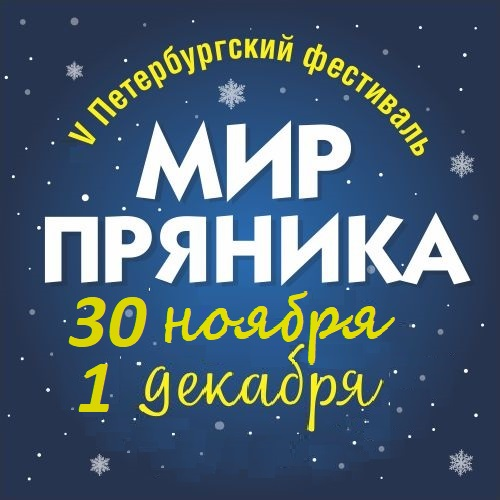 V Петербургский фестиваль
МИР
ПРЯНИКА
30 ноября
1 декабря